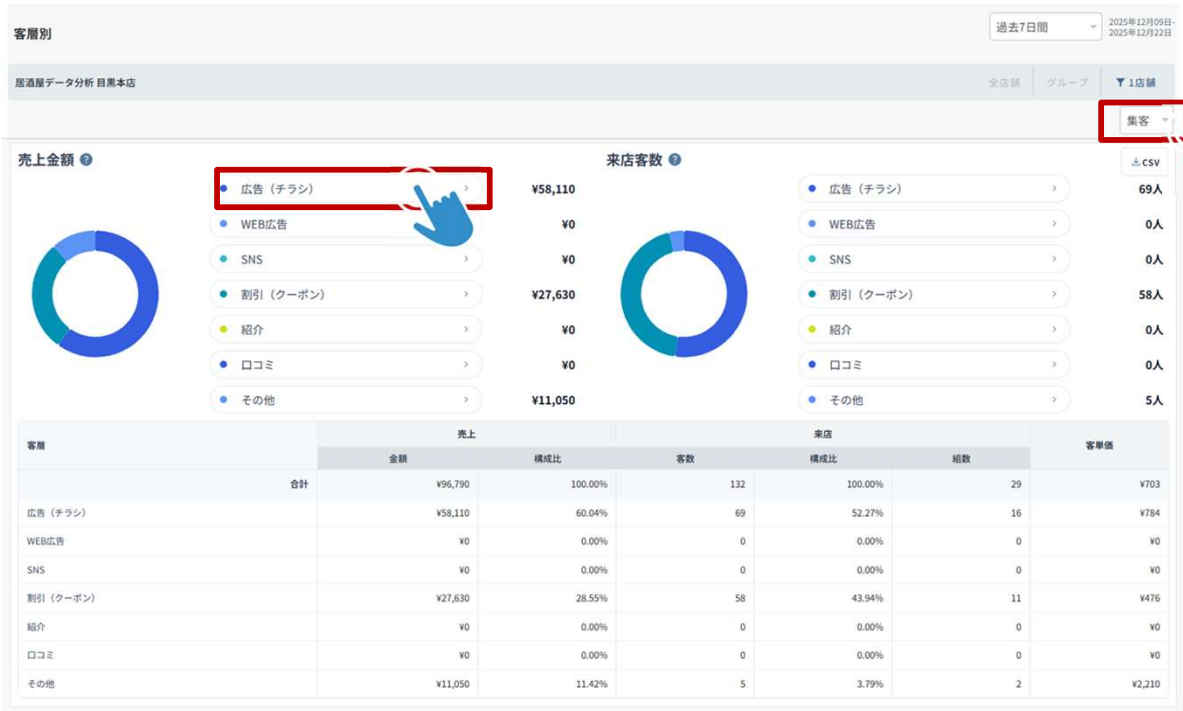 客層別
過去7日間
2025年12月09日-
2025年12月22日
居酒屋データ分析 目黒本店
全店舗 グループ 1店舗
集客
売上金額 ?
広告（チラシ） ¥58,110
WEB広告 ¥0
SNS ¥0
割引（クーポン） ¥27,630
紹介 ¥0
口コミ ¥0
その他 ¥11,050
来店客数 ?
CSV
広告（チラシ） 69人
WEB広告 0人
SNS 0人
割引（クーポン） 58人
紹介 0人
口コミ 0人
その他 5人
客層 売上 来店 客単価
金額 構成比 客数 構成比 組数
合計 ¥96,790 100.00% 132 100.00% 29 ¥703
広告（チラシ） ¥58,110 60.04% 69 52.27% 16 ¥784
WEB広告 ¥0 0.00% 0 0.00% 0 ¥0
SNS ¥0 0.00% 0 0.00% 0 ¥0
割引（クーポン） ¥27,630 28.55% 58 43.94% 11 ¥476
紹介 ¥0 0.00% 0 0.00% 0 ¥0
口コミ ¥0 0.00% 0 0.00% 0 ¥0
その他 ¥11,050 11.42% 5 3.79% 2 ¥2,210